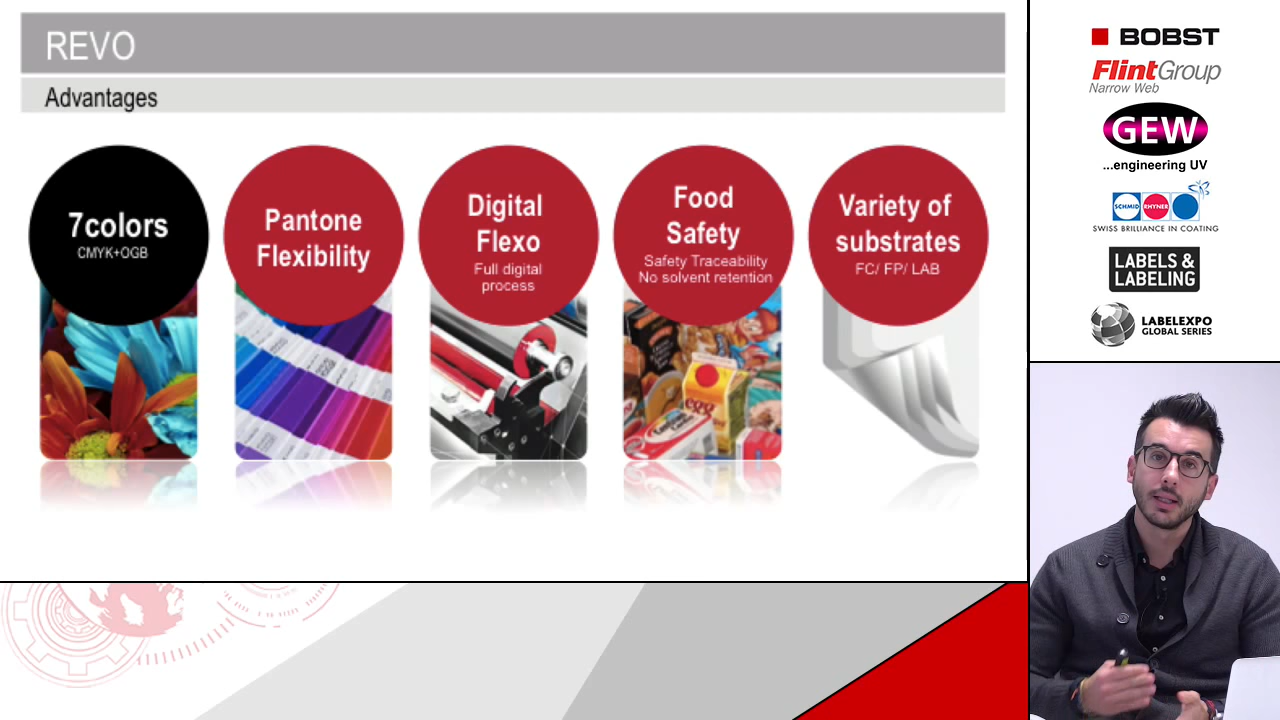 REVO
Advantages
7colors
CMYK+OGB
Pantone
Flexibility
Digital
Flexo
Full digital
process
Food
Safety
Safety Traceability
No solvent retention
Variety of
substrates
FC/ FP/ LAB
egg
BOBST
FlintGroup
Narrow Web
GEW
...engineering UV
SCHMID
RHYNER
SWISS BRILLIANCE IN COATING
LABELS &
LABELING
LABELEXPO
GLOBAL SERIES